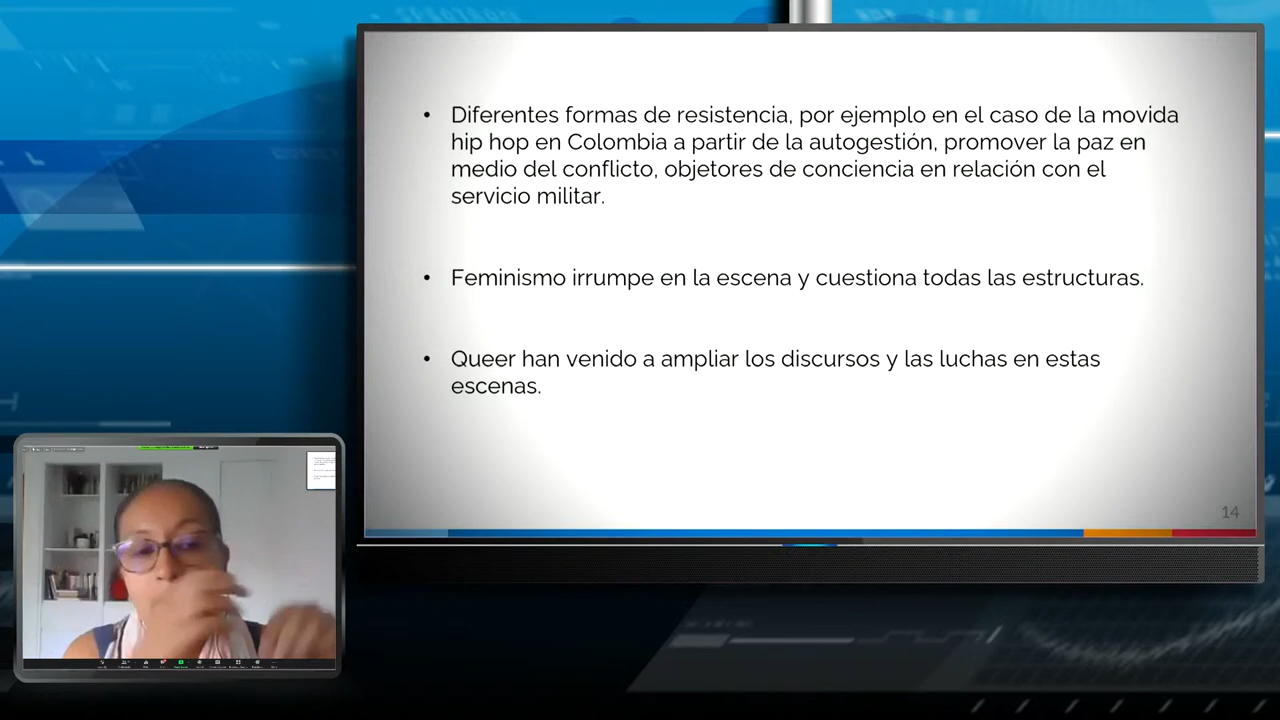 • Diferentes formas de resistencia, por ejemplo en el caso de la movida
hip hop en Colombia a partir de la autogestión, promover la paz en
medio del conflicto, objetores de conciencia en relación con el
servicio militar.
• Feminismo irrumpe en la escena y cuestiona todas las estructuras.
• Queer han venido a ampliar los discursos y las luchas en estas
escenas.
14